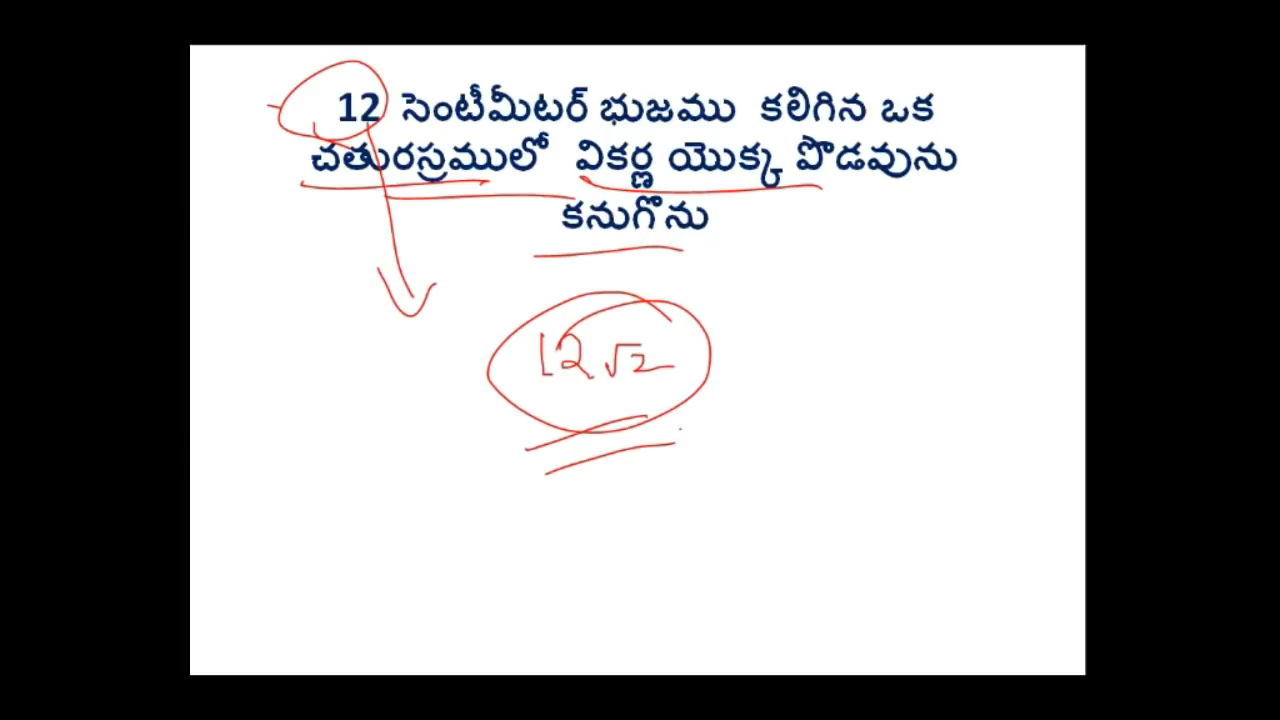 12 సెంటీమీటర్ భుజము కలిగిన ఒక
చతురస్రములో వికర్ణ యొక్క పొడవును
కనుగొను
12√2